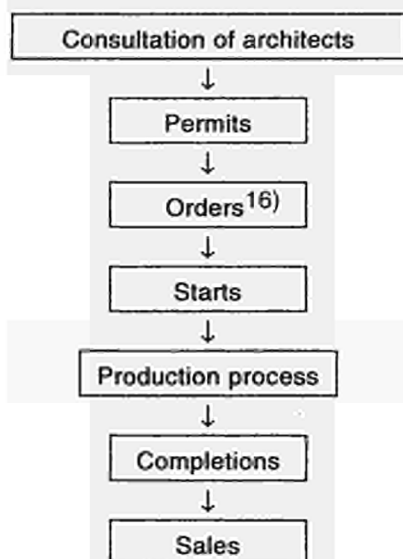 Consultation of architects
↓
Permits
↓
Orders16)
↓
Starts
↓
Production process
↓
Completions
↓
Sales